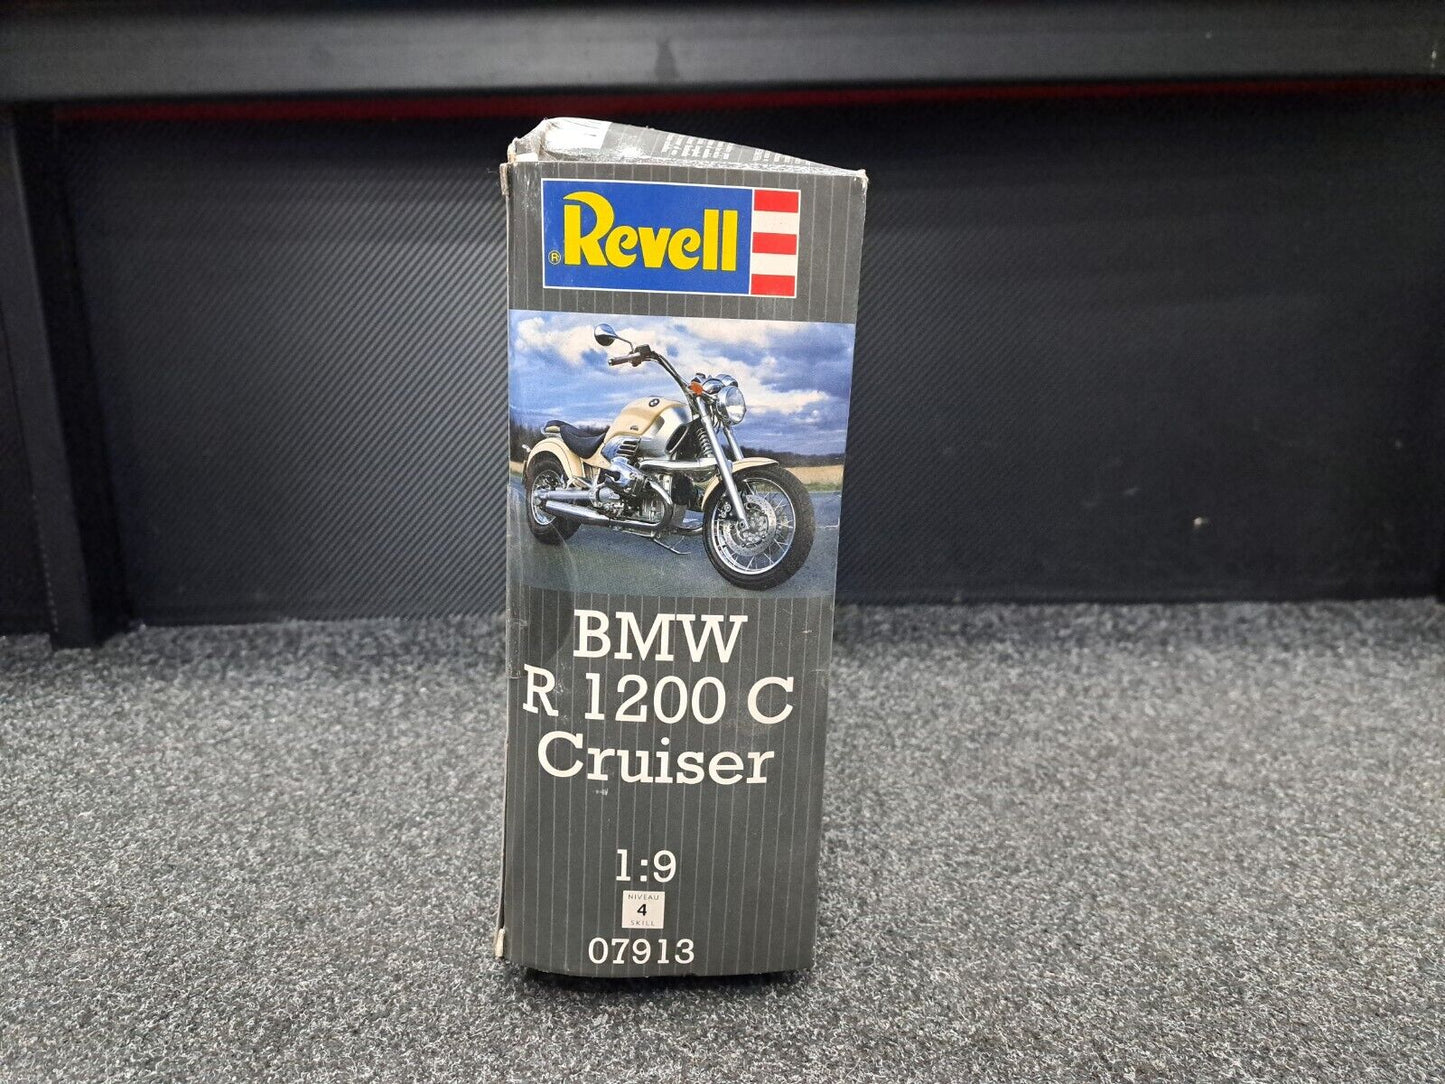 Revell
®
BMW
R 1200 C
Cruiser
1:9
NIVEAU
4
SKILL
07913